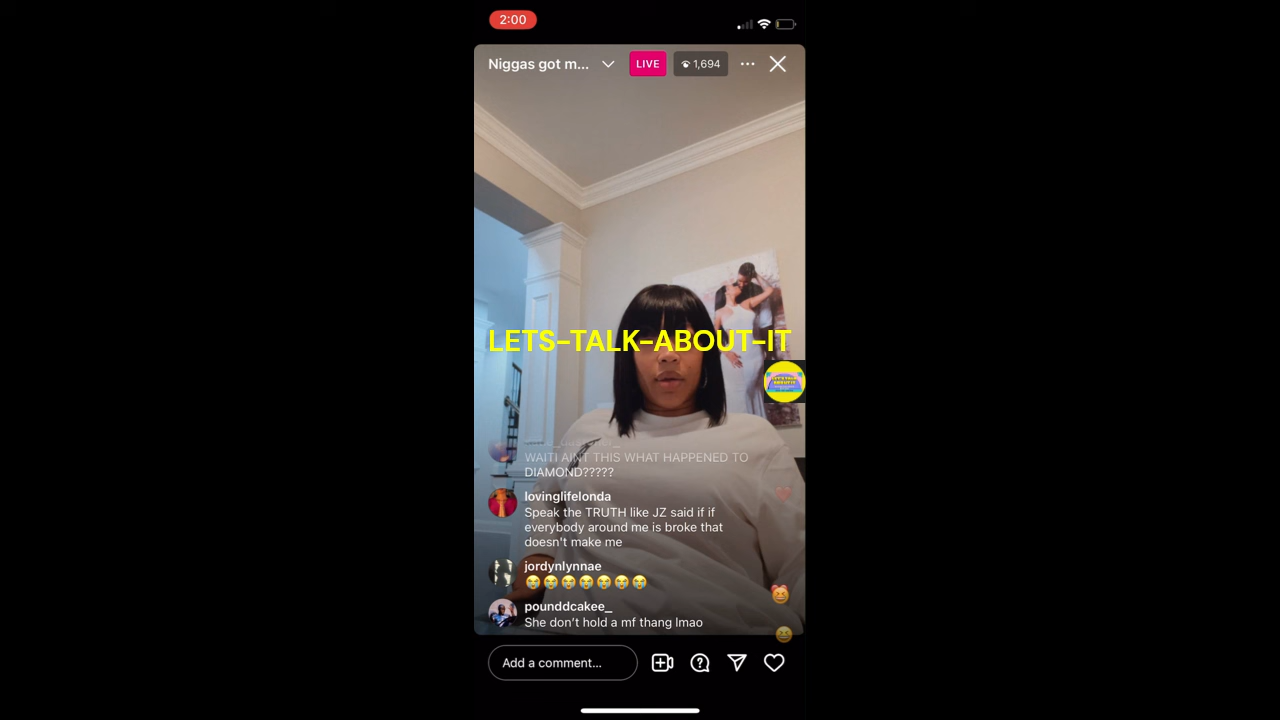 2:00
Niggas got m...
LIVE
1,694
LETS-TALK-ABOUT-IT
WAITI AINT THIS WHAT HAPPENED TO
DIAMOND?????
lovinglifelonda
Speak the TRUTH like JZ said if if
everybody around me is broke that
doesn't make me
jordynlynnae
😭😭😭😭😭😭😭
pounddcakee_
She don't hold a mf thang lmao
Add a comment...